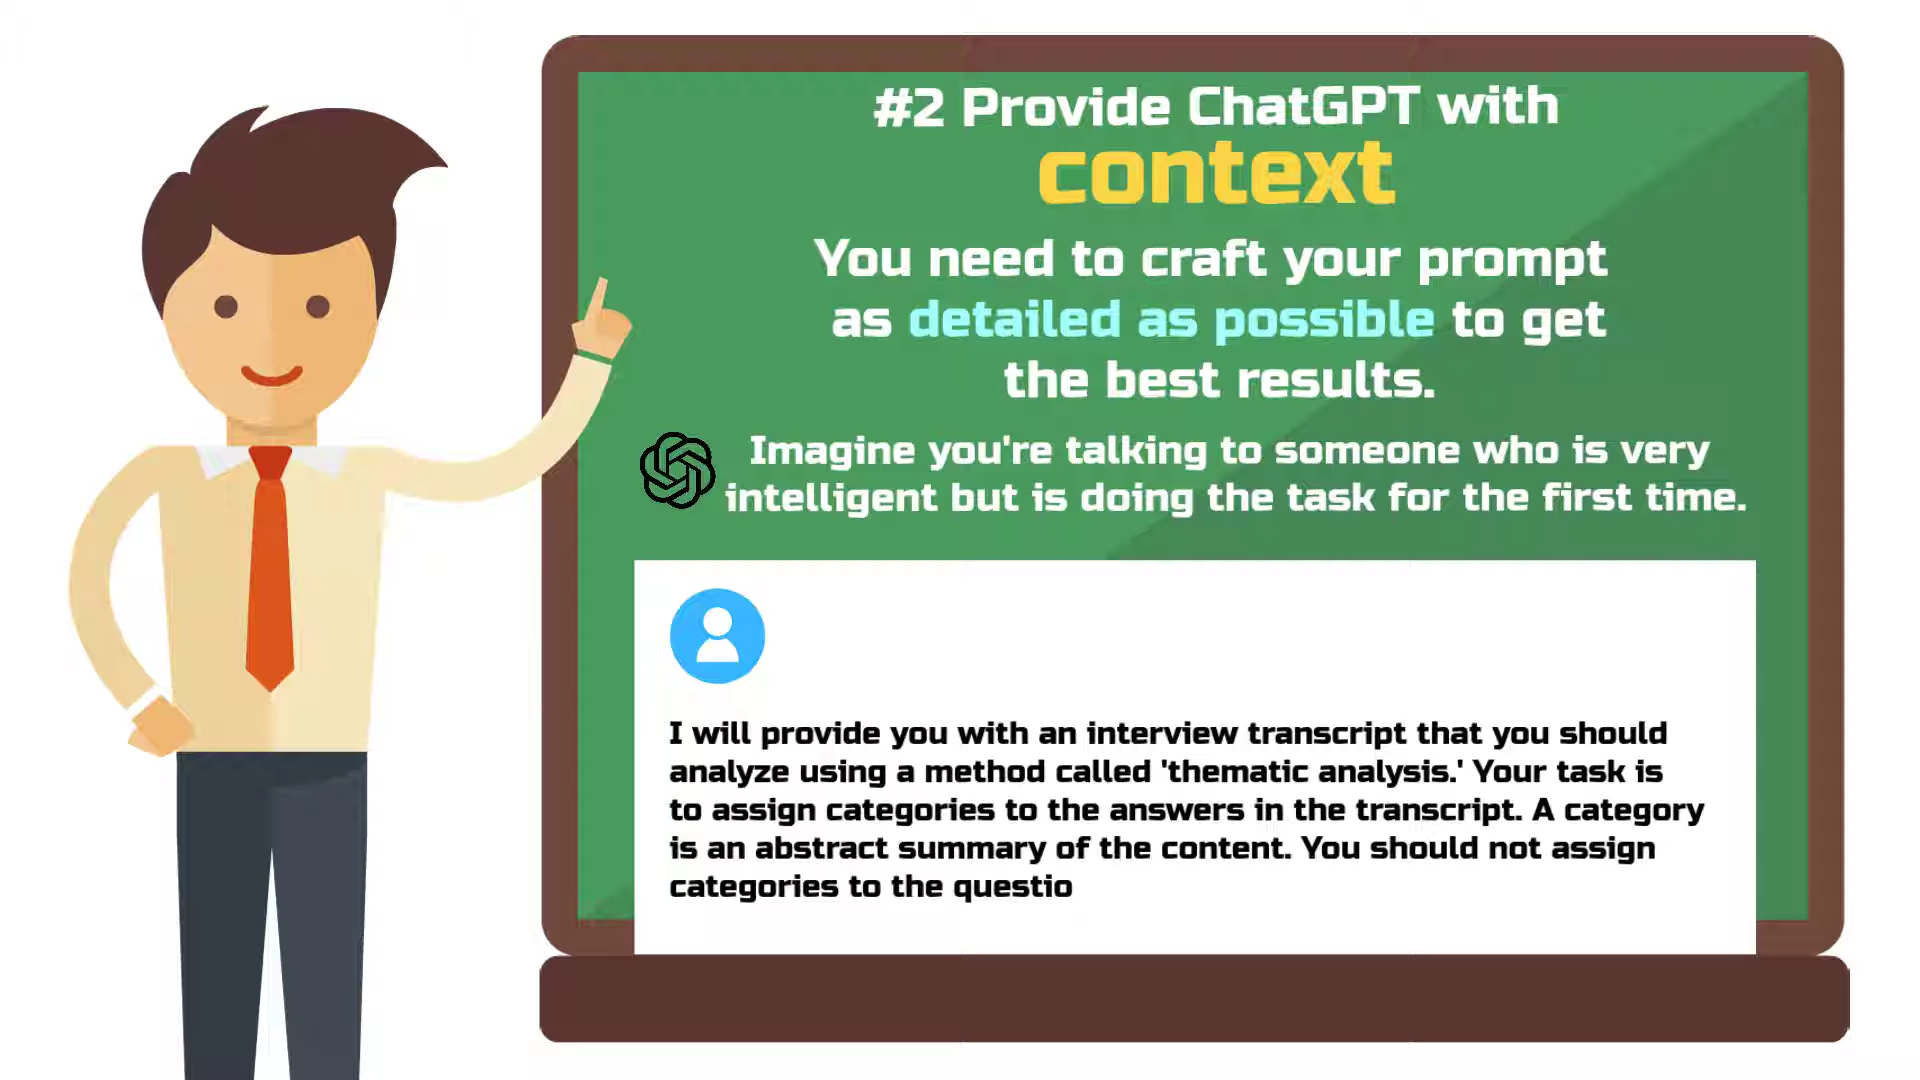 #2 Provide ChatGPT with
context
You need to craft your prompt
as detailed as possible to get
the best results.
Imagine you're talking to someone who is very
intelligent but is doing the task for the first time.
I will provide you with an interview transcript that you should
analyze using a method called 'thematic analysis.' Your task is
to assign categories to the answers in the transcript. A category
is an abstract summary of the content. You should not assign
categories to the questio